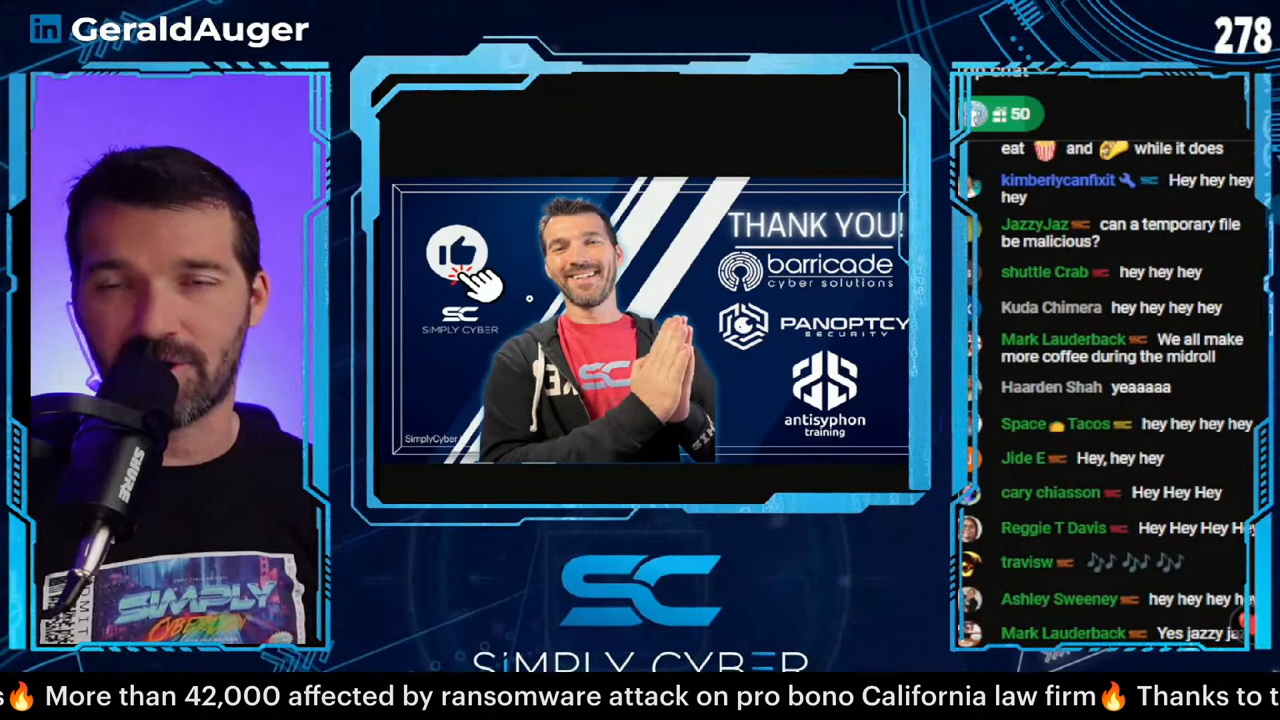 in GeraldAuger
278
50
eat and while it does
kimberlycanfixit Hey hey hey
hey
JazzyJaz can a temporary file
be malicious?
shuttle Crab hey hey hey
Kuda Chimera hey hey hey
Mark Lauderback We all make
more coffee during the midroll
Haarden Shah yeaaaaa
Space Tacos hey hey hey hey
Jide E Hey, hey hey
cary chiasson Hey Hey Hey
Reggie T Davis Hey Hey Hey
travisw
Ashley Sweeney hey hey hey
Mark Lauderback Yes jazzy
THANK YOU!
barricade
cyber solutions
PANOPTCY
SECURITY
antisyphon
training
SC
SIMPLY CYBER
SimplyCyber
SC
SHURE
SIMPLY
SC
SIMPLY CYBER
🔥 More than 42,000 affected by ransomware attack on pro bono California law firm🔥 Thanks to